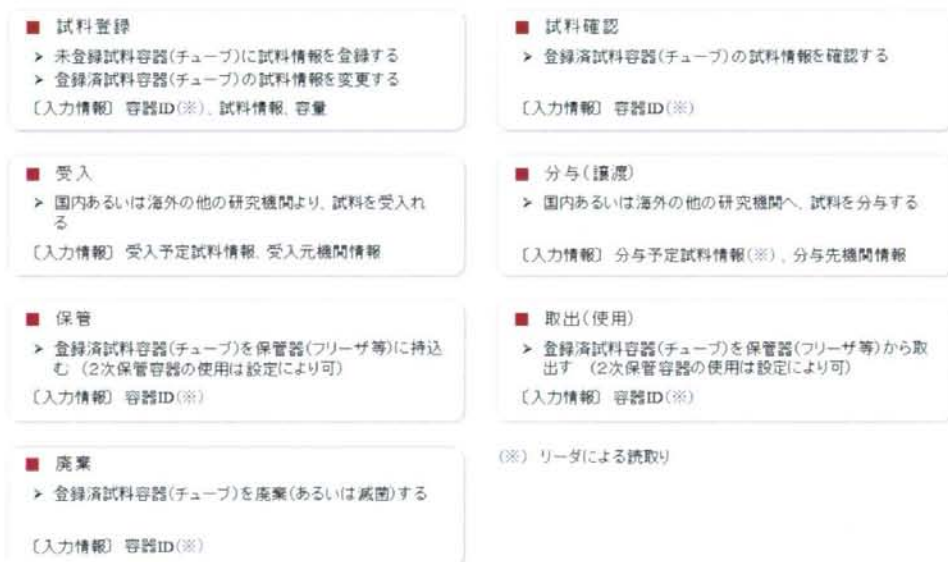 ■ 試料登録
➤ 未登録試料容器(チューブ)に試料情報を登録する
➤ 登録済試料容器(チューブ)の試料情報を変更する
〔入力情報〕 容器ID(※)、試料情報、容量
■ 試料確認
➤ 登録済試料容器(チューブ)の試料情報を確認する
〔入力情報〕 容器ID(※)
■ 受入
➤ 国内あるいは海外の他の研究機関より、試料を受入れ
る
〔入力情報〕 受入予定試料情報、受入元機関情報
■ 分与(譲渡)
➤ 国内あるいは海外の他の研究機関へ、試料を分与する
〔入力情報〕 分与予定試料情報(※)、分与先機関情報
■ 保管
➤ 登録済試料容器(チューブ)を保管器(フリーザ等)に持込
む （2次保管容器の使用は設定により可）
〔入力情報〕 容器ID(※)
■ 取出(使用)
➤ 登録済試料容器(チューブ)を保管器(フリーザ等)から取
出す （2次保管容器の使用は設定により可）
〔入力情報〕 容器ID(※)
■ 廃棄
➤ 登録済試料容器(チューブ)を廃棄(あるいは滅菌)する
〔入力情報〕 容器ID(※)
(※) リーダによる読取り